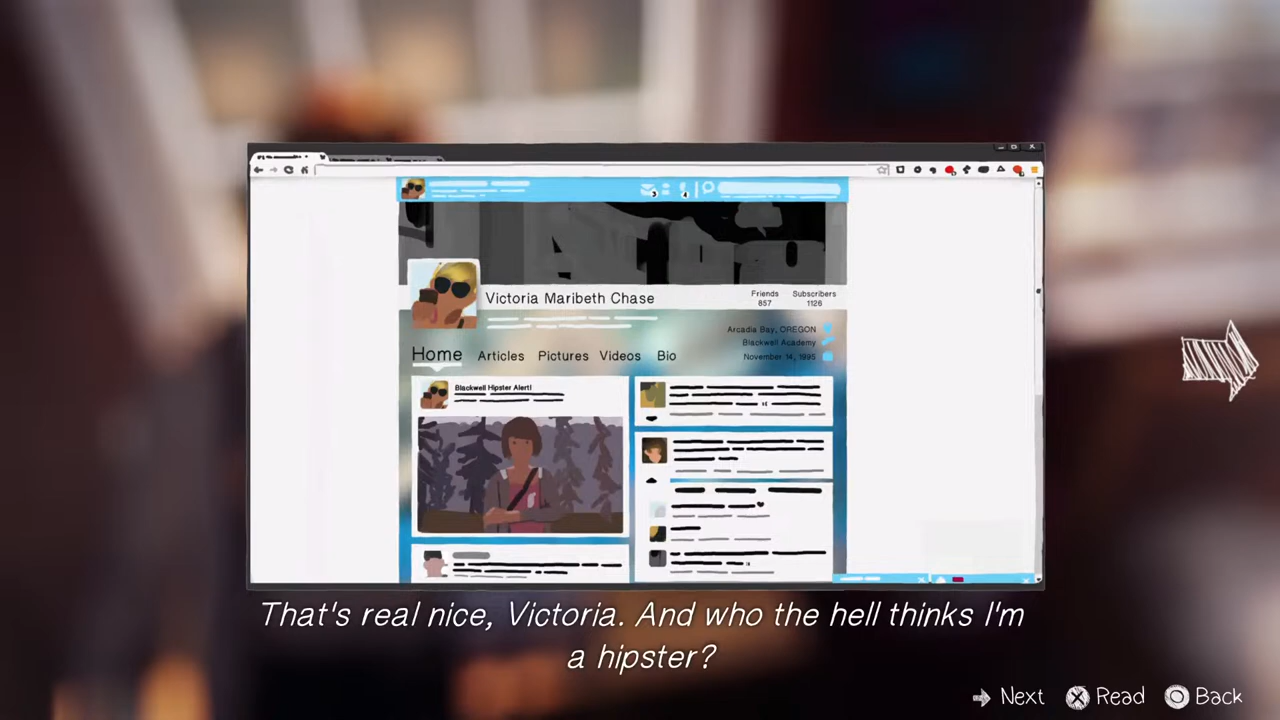 Victoria Maribeth Chase
Friends
857
Subscribers
1126
Arcadia Bay, OREGON
Blackwell Academy
November 14, 1995
Home Articles Pictures Videos Bio
Blackwell Hipster Alert!
That's real nice, Victoria. And who the hell thinks I'm
a hipster?
Next Read Back